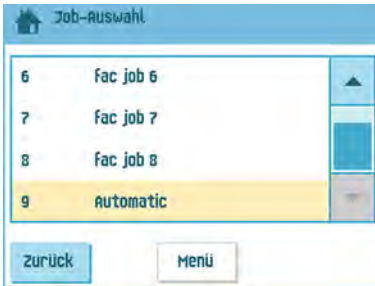 Job-Auswahl
6 fac job 6
7 fac job 7
8 fac job 8
9 Automatic
Zurück Menü